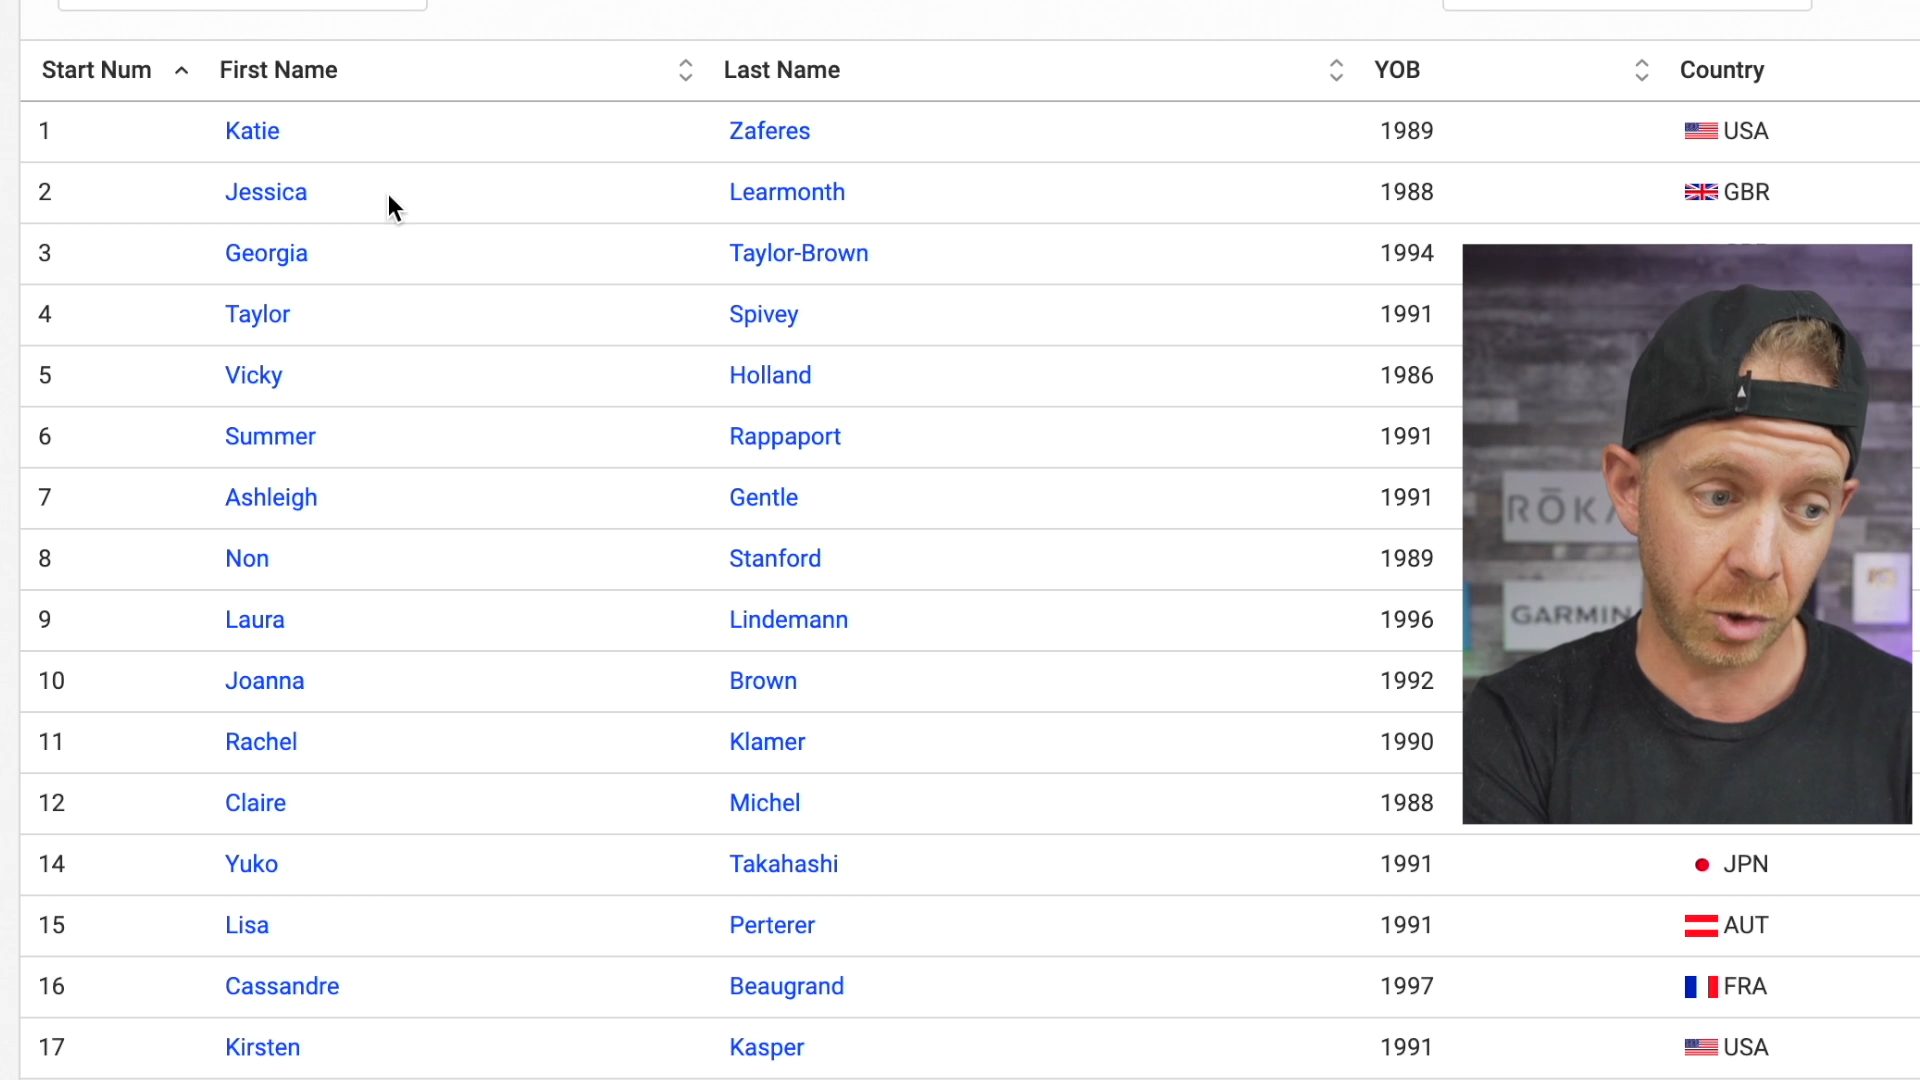 Start Num First Name Last Name YOB Country
1 Katie Zaferes 1989 USA
2 Jessica Learmonth 1988 GBR
3 Georgia Taylor-Brown 1994
4 Taylor Spivey 1991
5 Vicky Holland 1986
6 Summer Rappaport 1991
7 Ashleigh Gentle 1991
8 Non Stanford 1989
9 Laura Lindemann 1996
10 Joanna Brown 1992
11 Rachel Klamer 1990
12 Claire Michel 1988
14 Yuko Takahashi 1991 JPN
15 Lisa Perterer 1991 AUT
16 Cassandre Beaugrand 1997 FRA
17 Kirsten Kasper 1991 USA
RŌKA
GARMIN